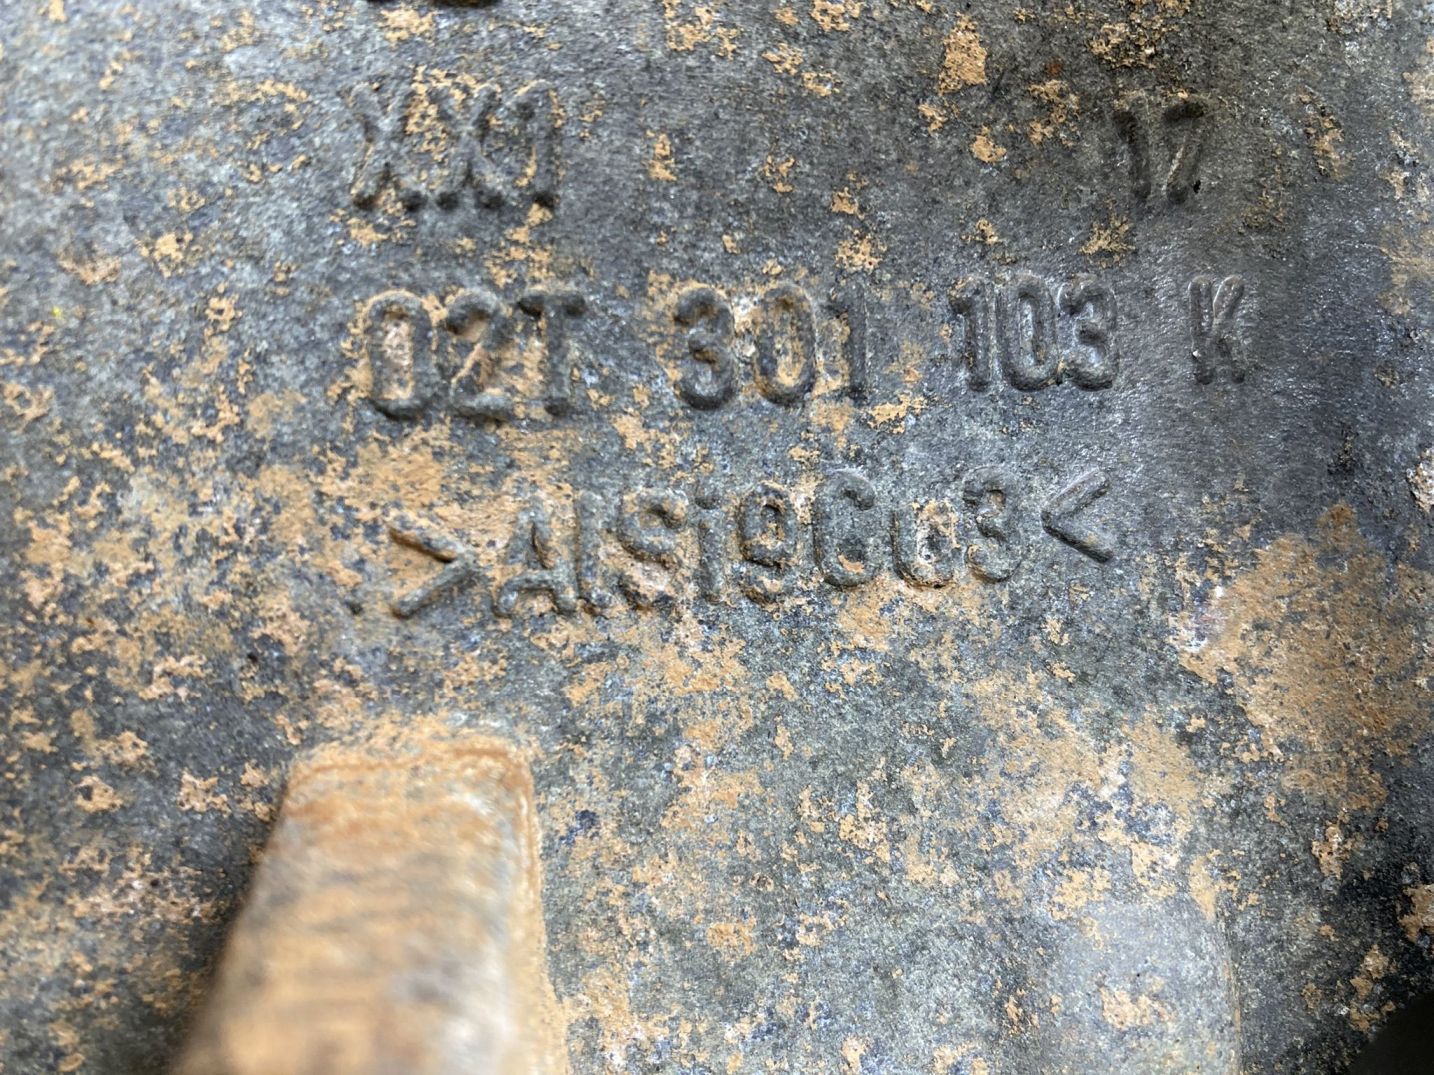 XX1 17
02T 301 103 K
>AlSi9Cu3<